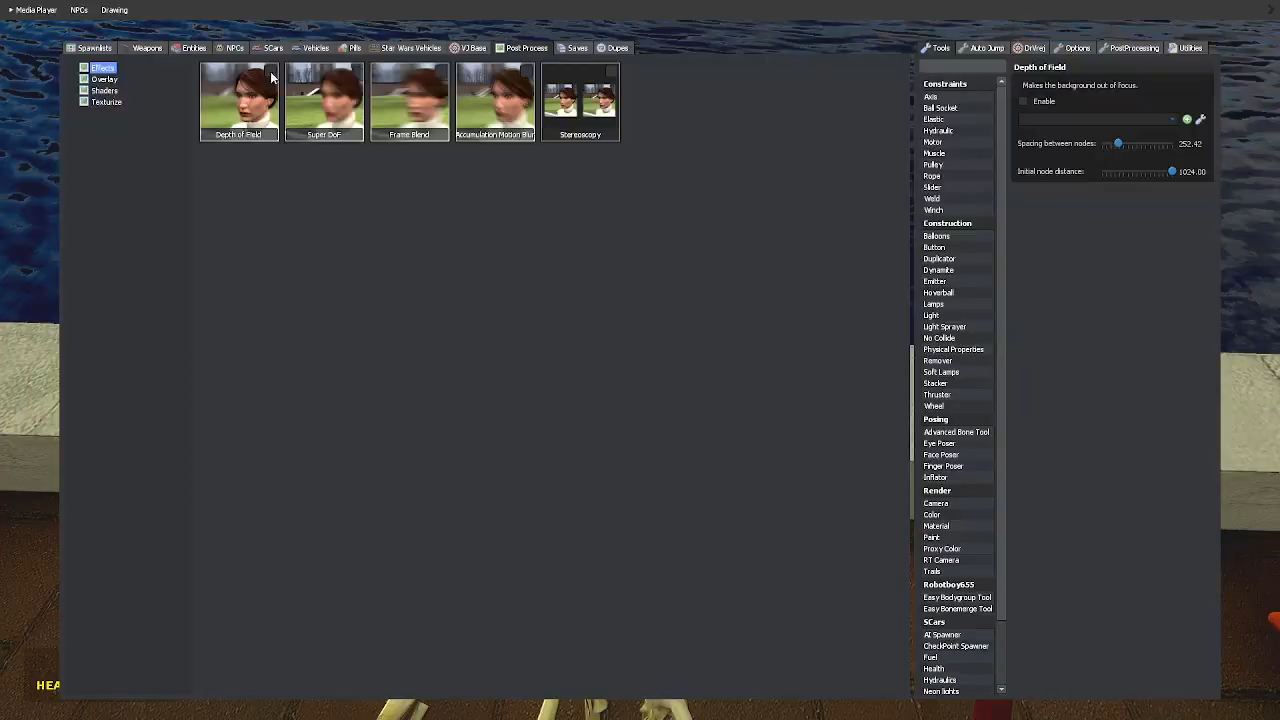 Media Player NPCs Drawing
Spawnlists Weapons Entities NPCs SCars Vehicles Pills Star Wars Vehicles VJ Base Post Process Saves Dupes
Tools Auto Jump DrVrej Options PostProcessing Utilities
Effects
Overlay
Shaders
Texturize
Depth of Field
Super DoF
Frame Blend
Accumulation Motion Blur
Stereoscopy
Constraints
Axis
Ball Socket
Elastic
Hydraulic
Motor
Muscle
Pulley
Rope
Slider
Weld
Winch
Construction
Balloons
Button
Duplicator
Dynamite
Emitter
Hoverball
Lamps
Light
Light Sprayer
No Collide
Physical Properties
Remover
Soft Lamps
Stacker
Thruster
Wheel
Posing
Advanced Bone Tool
Eye Poser
Face Poser
Finger Poser
Inflator
Render
Camera
Color
Material
Paint
Proxy Color
RT Camera
Trails
Robotboy655
Easy Bodygroup Tool
Easy Bonemerge Tool
SCars
AI Spawner
CheckPoint Spawner
Fuel
Health
Hydraulics
Neon lights
Depth of Field
Makes the background out of Focus.
Enable
Spacing between nodes: 252.42
Initial node distance: 1024.00
HEA